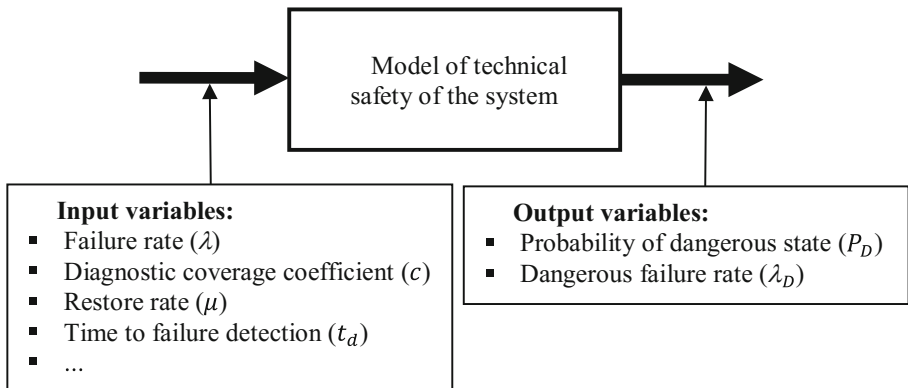 Model of technical
safety of the system
Input variables:
▪ Failure rate (λ)
▪ Diagnostic coverage coefficient (c)
▪ Restore rate (μ)
▪ Time to failure detection (t_d)
▪ ...
Output variables:
▪ Probability of dangerous state (P_D)
▪ Dangerous failure rate (λ_D)